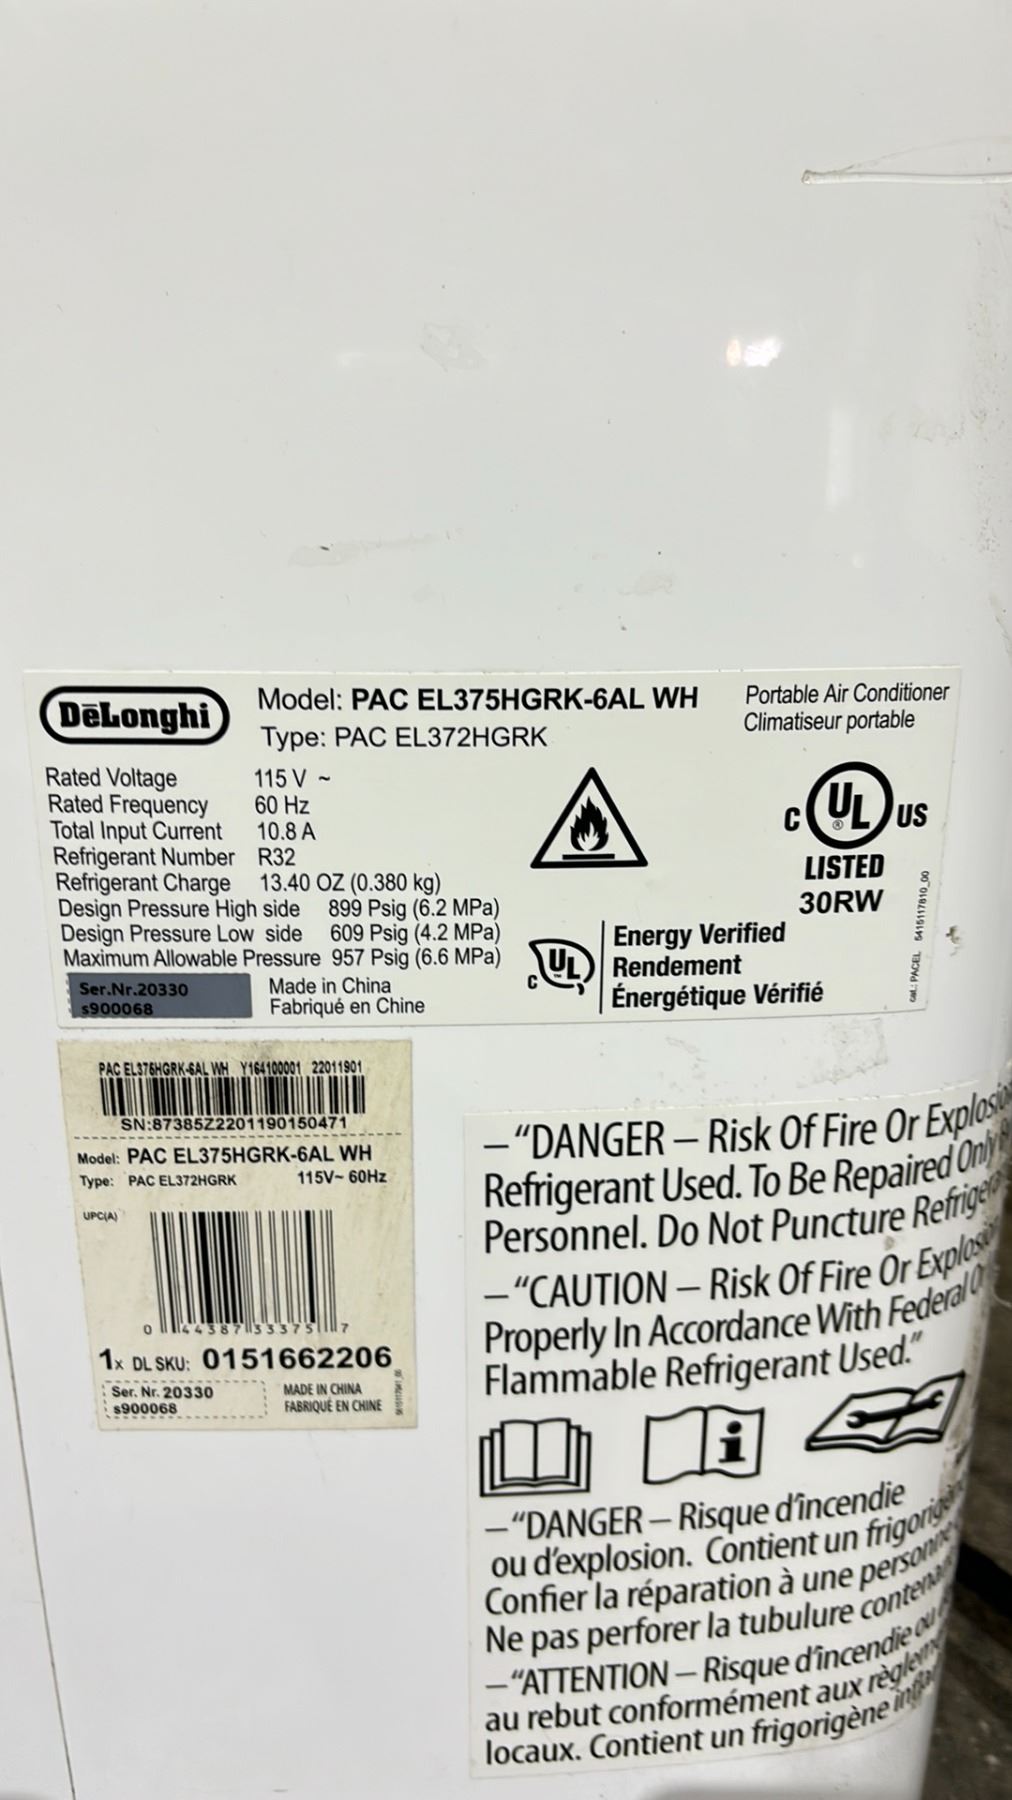 DēLonghi
Model: PAC EL375HGRK-6AL WH
Type: PAC EL372HGRK
Portable Air Conditioner
Climatiseur portable
Rated Voltage 115 V ~
Rated Frequency 60 Hz
Total Input Current 10.8 A
Refrigerant Number R32
Refrigerant Charge 13.40 OZ (0.380 kg)
Design Pressure High side 899 Psig (6.2 MPa)
Design Pressure Low side 609 Psig (4.2 MPa)
Maximum Allowable Pressure 957 Psig (6.6 MPa)
Ser.Nr.20330
s900068
Made in China
Fabriqué en Chine
C UL ® US
LISTED
30RW
C UL ™
Energy Verified
Rendement
Énergétique Vérifié
cat.: PACEL 5415117810_00
PAC EL375HGRK-6AL WH Y164100001 22011901
SN:87385Z2201190150471
Model: PAC EL375HGRK-6AL WH
Type: PAC EL372HGRK 115V~ 60Hz
UPC(A)
0 44387 33375 7
1x DL SKU: 0151662206
Ser. Nr. 20330
s900068
MADE IN CHINA
FABRIQUÉ EN CHINE
– “DANGER – Risk Of Fire Or
Refrigerant Used. To Be Repaired Only
Personnel. Do Not Puncture
– “CAUTION – Risk Of Fire Or
Properly In Accordance With Federal
Flammable Refrigerant Used.”
– “DANGER – Risque d’incendie
ou d’explosion. Contient un
Confier la réparation à une
Ne pas perforer la tubulure
– “ATTENTION – Risque d’incendie ou
au rebut conformément aux
locaux. Contient un frigorigène